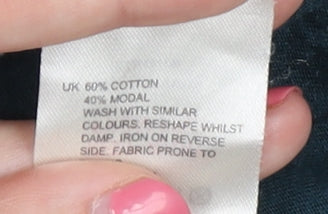 UK 60% COTTON
40% MODAL
WASH WITH SIMILAR
COLOURS. RESHAPE WHILST
DAMP. IRON ON REVERSE
SIDE. FABRIC PRONE TO